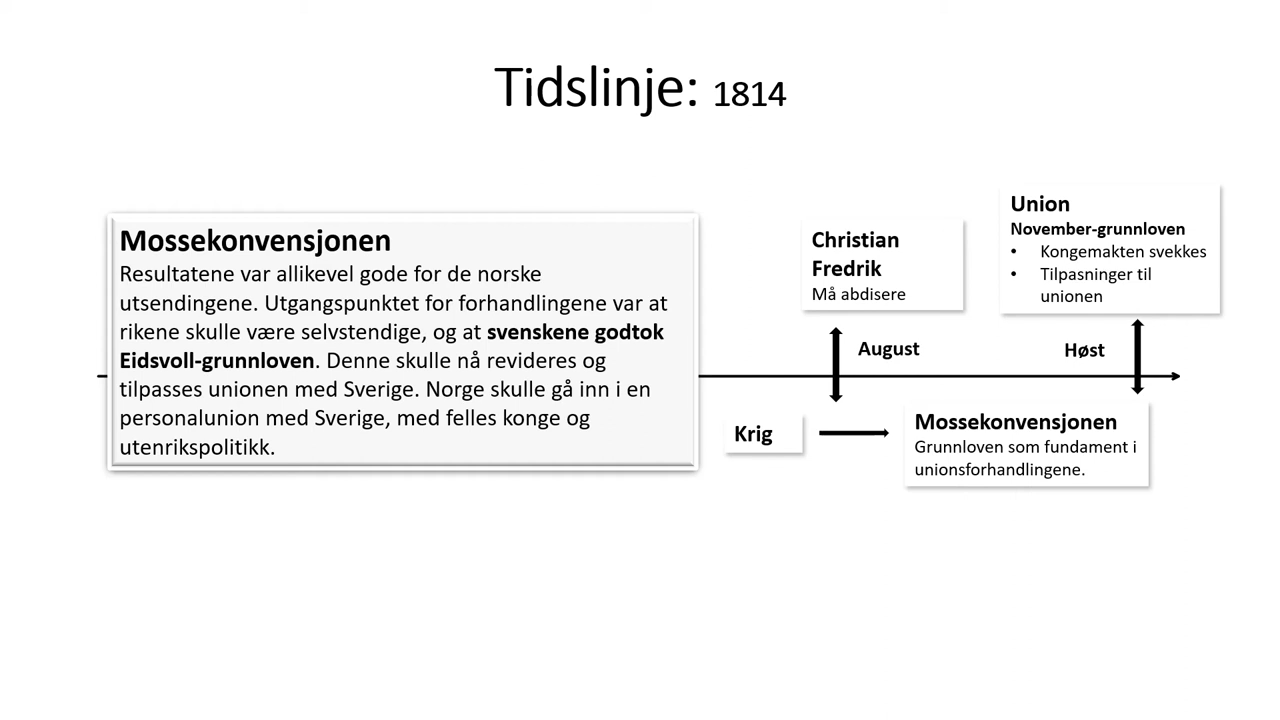 Tidslinje: 1814
Mossekonvensjonen
Resultatene var allikevel gode for de norske
utsendingene. Utgangspunktet for forhandlingene var at
rikene skulle være selvstendige, og at svenskene godtok
Eidsvoll-grunnloven. Denne skulle nå revideres og
tilpasses unionen med Sverige. Norge skulle gå inn i en
personalunion med Sverige, med felles konge og
utenrikspolitikk.
Christian
Fredrik
Må abdisere
August
Krig
Mossekonvensjonen
Grunnloven som fundament i
unionsforhandlingene.
Union
November-grunnloven
• Kongemakten svekkes
• Tilpasninger til
unionen
Høst